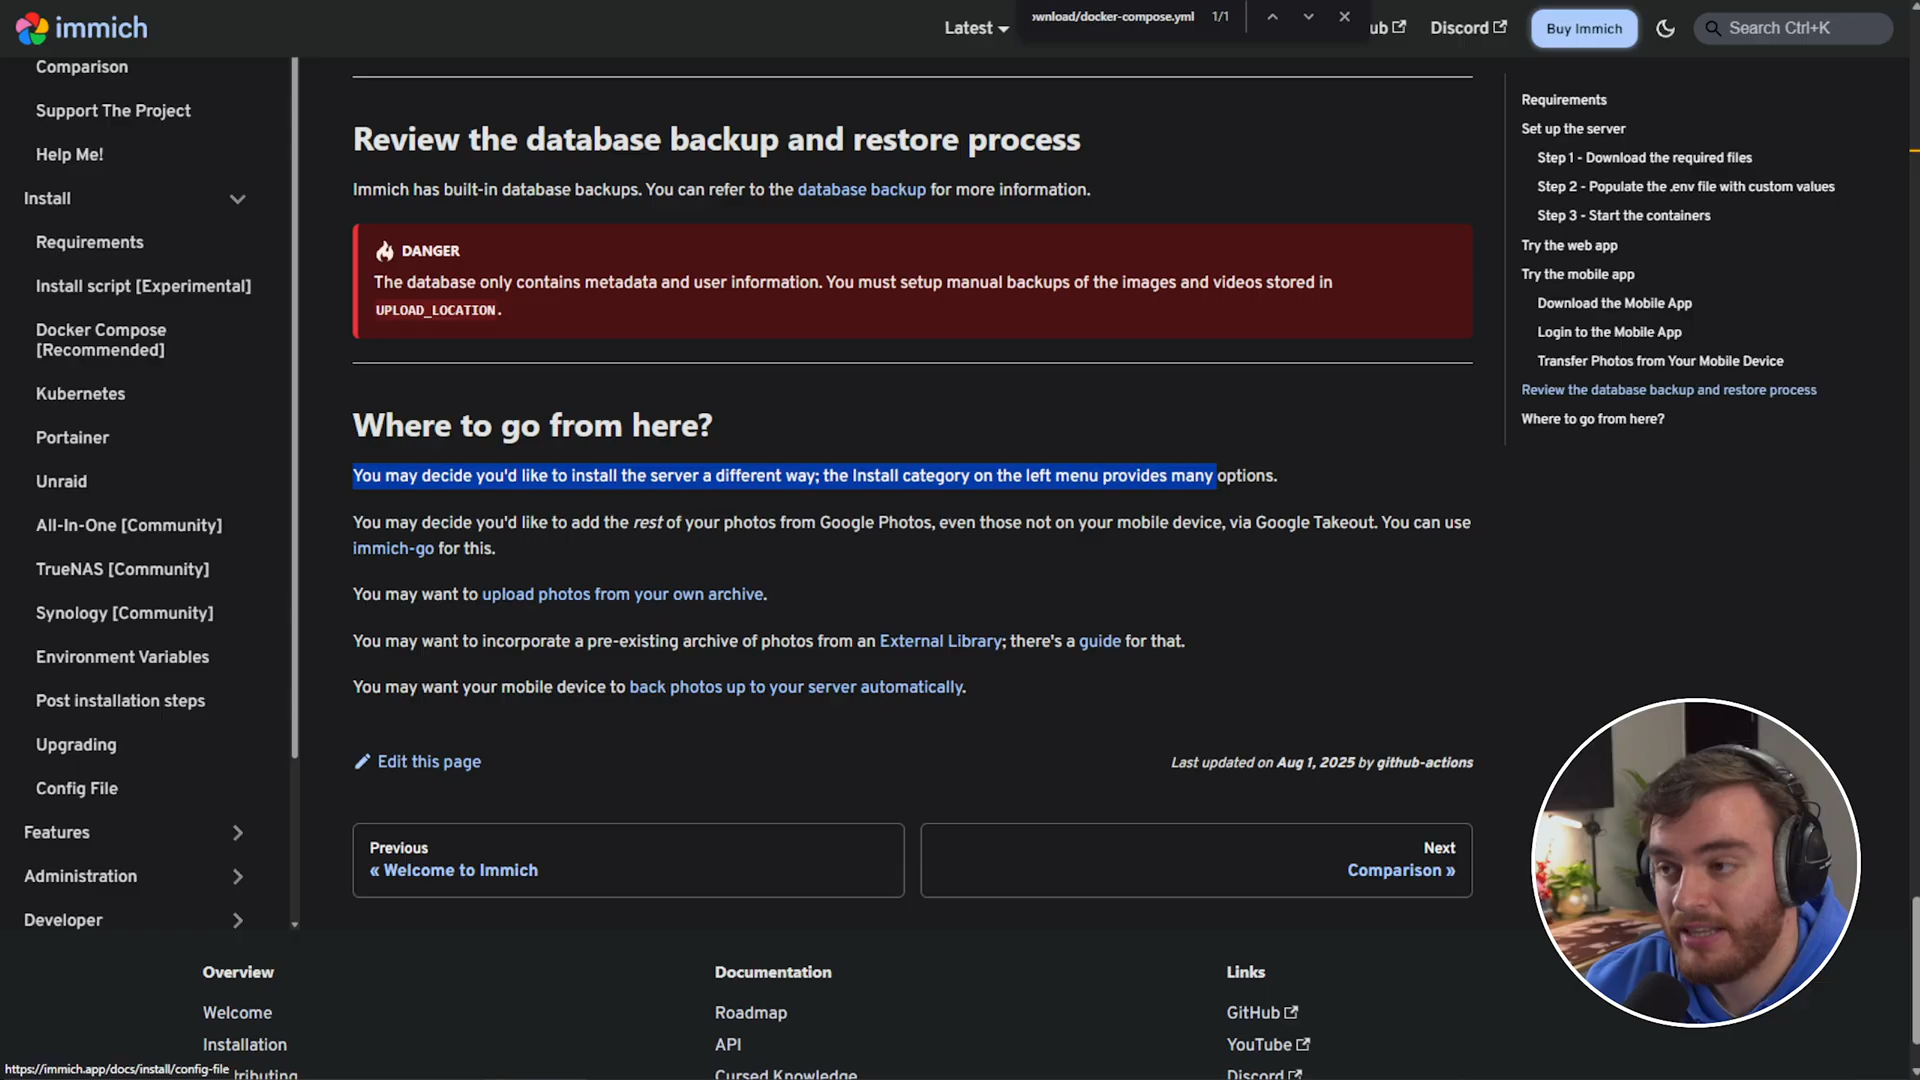 immich
Latest
ownload/docker-compose.yml 1/1
ub
Discord
Buy Immich
Search Ctrl+K
Comparison
Support The Project
Help Me!
Install
Requirements
Install script [Experimental]
Docker Compose
[Recommended]
Kubernetes
Portainer
Unraid
All-In-One [Community]
TrueNAS [Community]
Synology [Community]
Environment Variables
Post installation steps
Upgrading
Config File
Features
Administration
Developer
Review the database backup and restore process
Immich has built-in database backups. You can refer to the database backup for more information.
DANGER
The database only contains metadata and user information. You must setup manual backups of the images and videos stored in
UPLOAD_LOCATION.
Where to go from here?
You may decide you'd like to install the server a different way; the Install category on the left menu provides many options.
You may decide you'd like to add the rest of your photos from Google Photos, even those not on your mobile device, via Google Takeout. You can use
immich-go for this.
You may want to upload photos from your own archive.
You may want to incorporate a pre-existing archive of photos from an External Library; there's a guide for that.
You may want your mobile device to back photos up to your server automatically.
Edit this page
Last updated on Aug 1, 2025 by github-actions
Previous
« Welcome to Immich
Next
Comparison »
Requirements
Set up the server
Step 1 - Download the required files
Step 2 - Populate the .env file with custom values
Step 3 - Start the containers
Try the web app
Try the mobile app
Download the Mobile App
Login to the Mobile App
Transfer Photos from Your Mobile Device
Review the database backup and restore process
Where to go from here?
Overview
Welcome
Installation
tributing
Documentation
Roadmap
API
Cursed Knowledge
Links
GitHub
YouTube
Discord
https://immich.app/docs/install/config-file